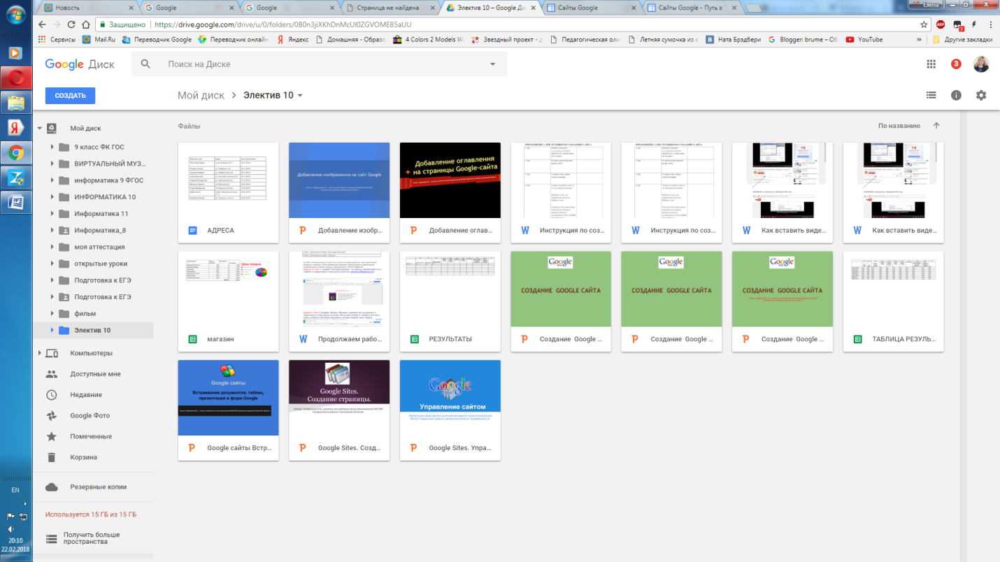 Новость
Google
Google
Страница не найдена
Электив 10 – Google Ди
Сайты Google
Сайты Google - Путь в
Елена
Защищено
https://drive.google.com/drive/u/0/folders/0B0n3jiXKhDnMcUl0ZGVOME85aUU
Сервисы
Mail.Ru
Переводчик Google
Переводчик онлайн
Яндекс
Домашняя - Образо
4 Colors 2 Models W
Звездный проект - д
Педагогическая оли
Летняя сумочка из к
Ната Брэдбери
Blogger: brume – Об
YouTube
»
Другие закладки
Google Диск
Поиск на Диске
3
СОЗДАТЬ
Мой диск > Электив 10
Мой диск
9 класс ФК ГОС
ВИРТУАЛЬНЫЙ МУЗ...
информатика 9 ФГОС
ИНФОРМАТИКА 10
Информатика 11
Информатика_8
моя аттестация
открытые уроки
Подготовка к ЕГЭ
Подготовка к ЕГЭ
фильм
Электив 10
Компьютеры
Доступные мне
Недавние
Google Фото
Помеченные
Корзина
Резервные копии
Используется 15 ГБ из 15 ГБ
Получить больше
пространства
Файлы
По названию
АДРЕСА
Добавление изображения на сайт Google
Добавление изобр...
Добавление оглавления
на страницы Google-сайта
Добавление оглав...
Инструкция по соз...
Инструкция по соз...
Как вставить виде...
Как вставить виде...
Цена товаров
магазин
Продолжаем рабо...
РЕЗУЛЬТАТЫ
Google
СОЗДАНИЕ GOOGLE САЙТА
Создание Google ...
Google
СОЗДАНИЕ GOOGLE САЙТА
Создание Google ...
Google
СОЗДАНИЕ GOOGLE САЙТА
Создание Google ...
ТАБЛИЦА РЕЗУЛЬ...
Google сайты
Встраивание документов, таблиц,
презентаций и форм Google
Google сайты Встр...
Google Sites.
Создание страницы.
Google Sites. Созд...
Google
Управление сайтом
Google Sites. Упра...
EN
20:10
22.02.2018